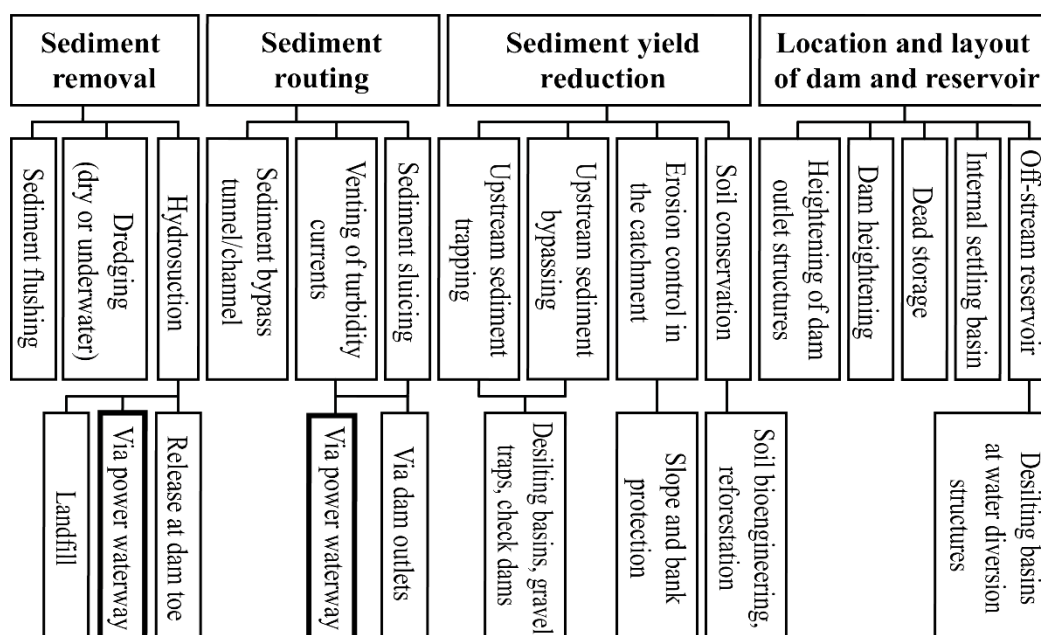 Sediment
removal
Sediment
routing
Sediment yield
reduction
Location and layout
of dam and reservoir
Sediment flushing
Dredging
(dry or underwater)
Hydrosuction
Sediment bypass
tunnel/channel
Venting of turbidity
currents
Sediment sluicing
Upstream sediment
trapping
Upstream sediment
bypassing
Erosion control in
the catchment
Soil conservation
Heightening of dam
outlet structures
Dam heightening
Dead storage
Internal settling basin
Off-stream reservoir
Landfill
Via power waterway
Release at dam toe
Via power waterway
Via dam outlets
Desilting basins, gravel
traps, check dams
Slope and bank
protection
Soil bioengineering,
reforestation
Desilting basins
at water diversion
structures